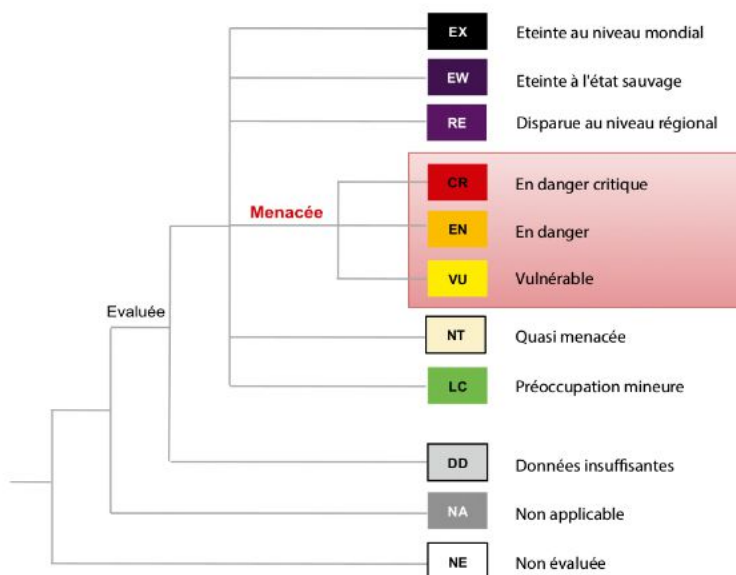 EX Eteinte au niveau mondial
EW Eteinte à l'état sauvage
RE Disparue au niveau régional
CR En danger critique
Menacée
EN En danger
VU Vulnérable
Evaluée
NT Quasi menacée
LC Préoccupation mineure
DD Données insuffisantes
NA Non applicable
NE Non évaluée